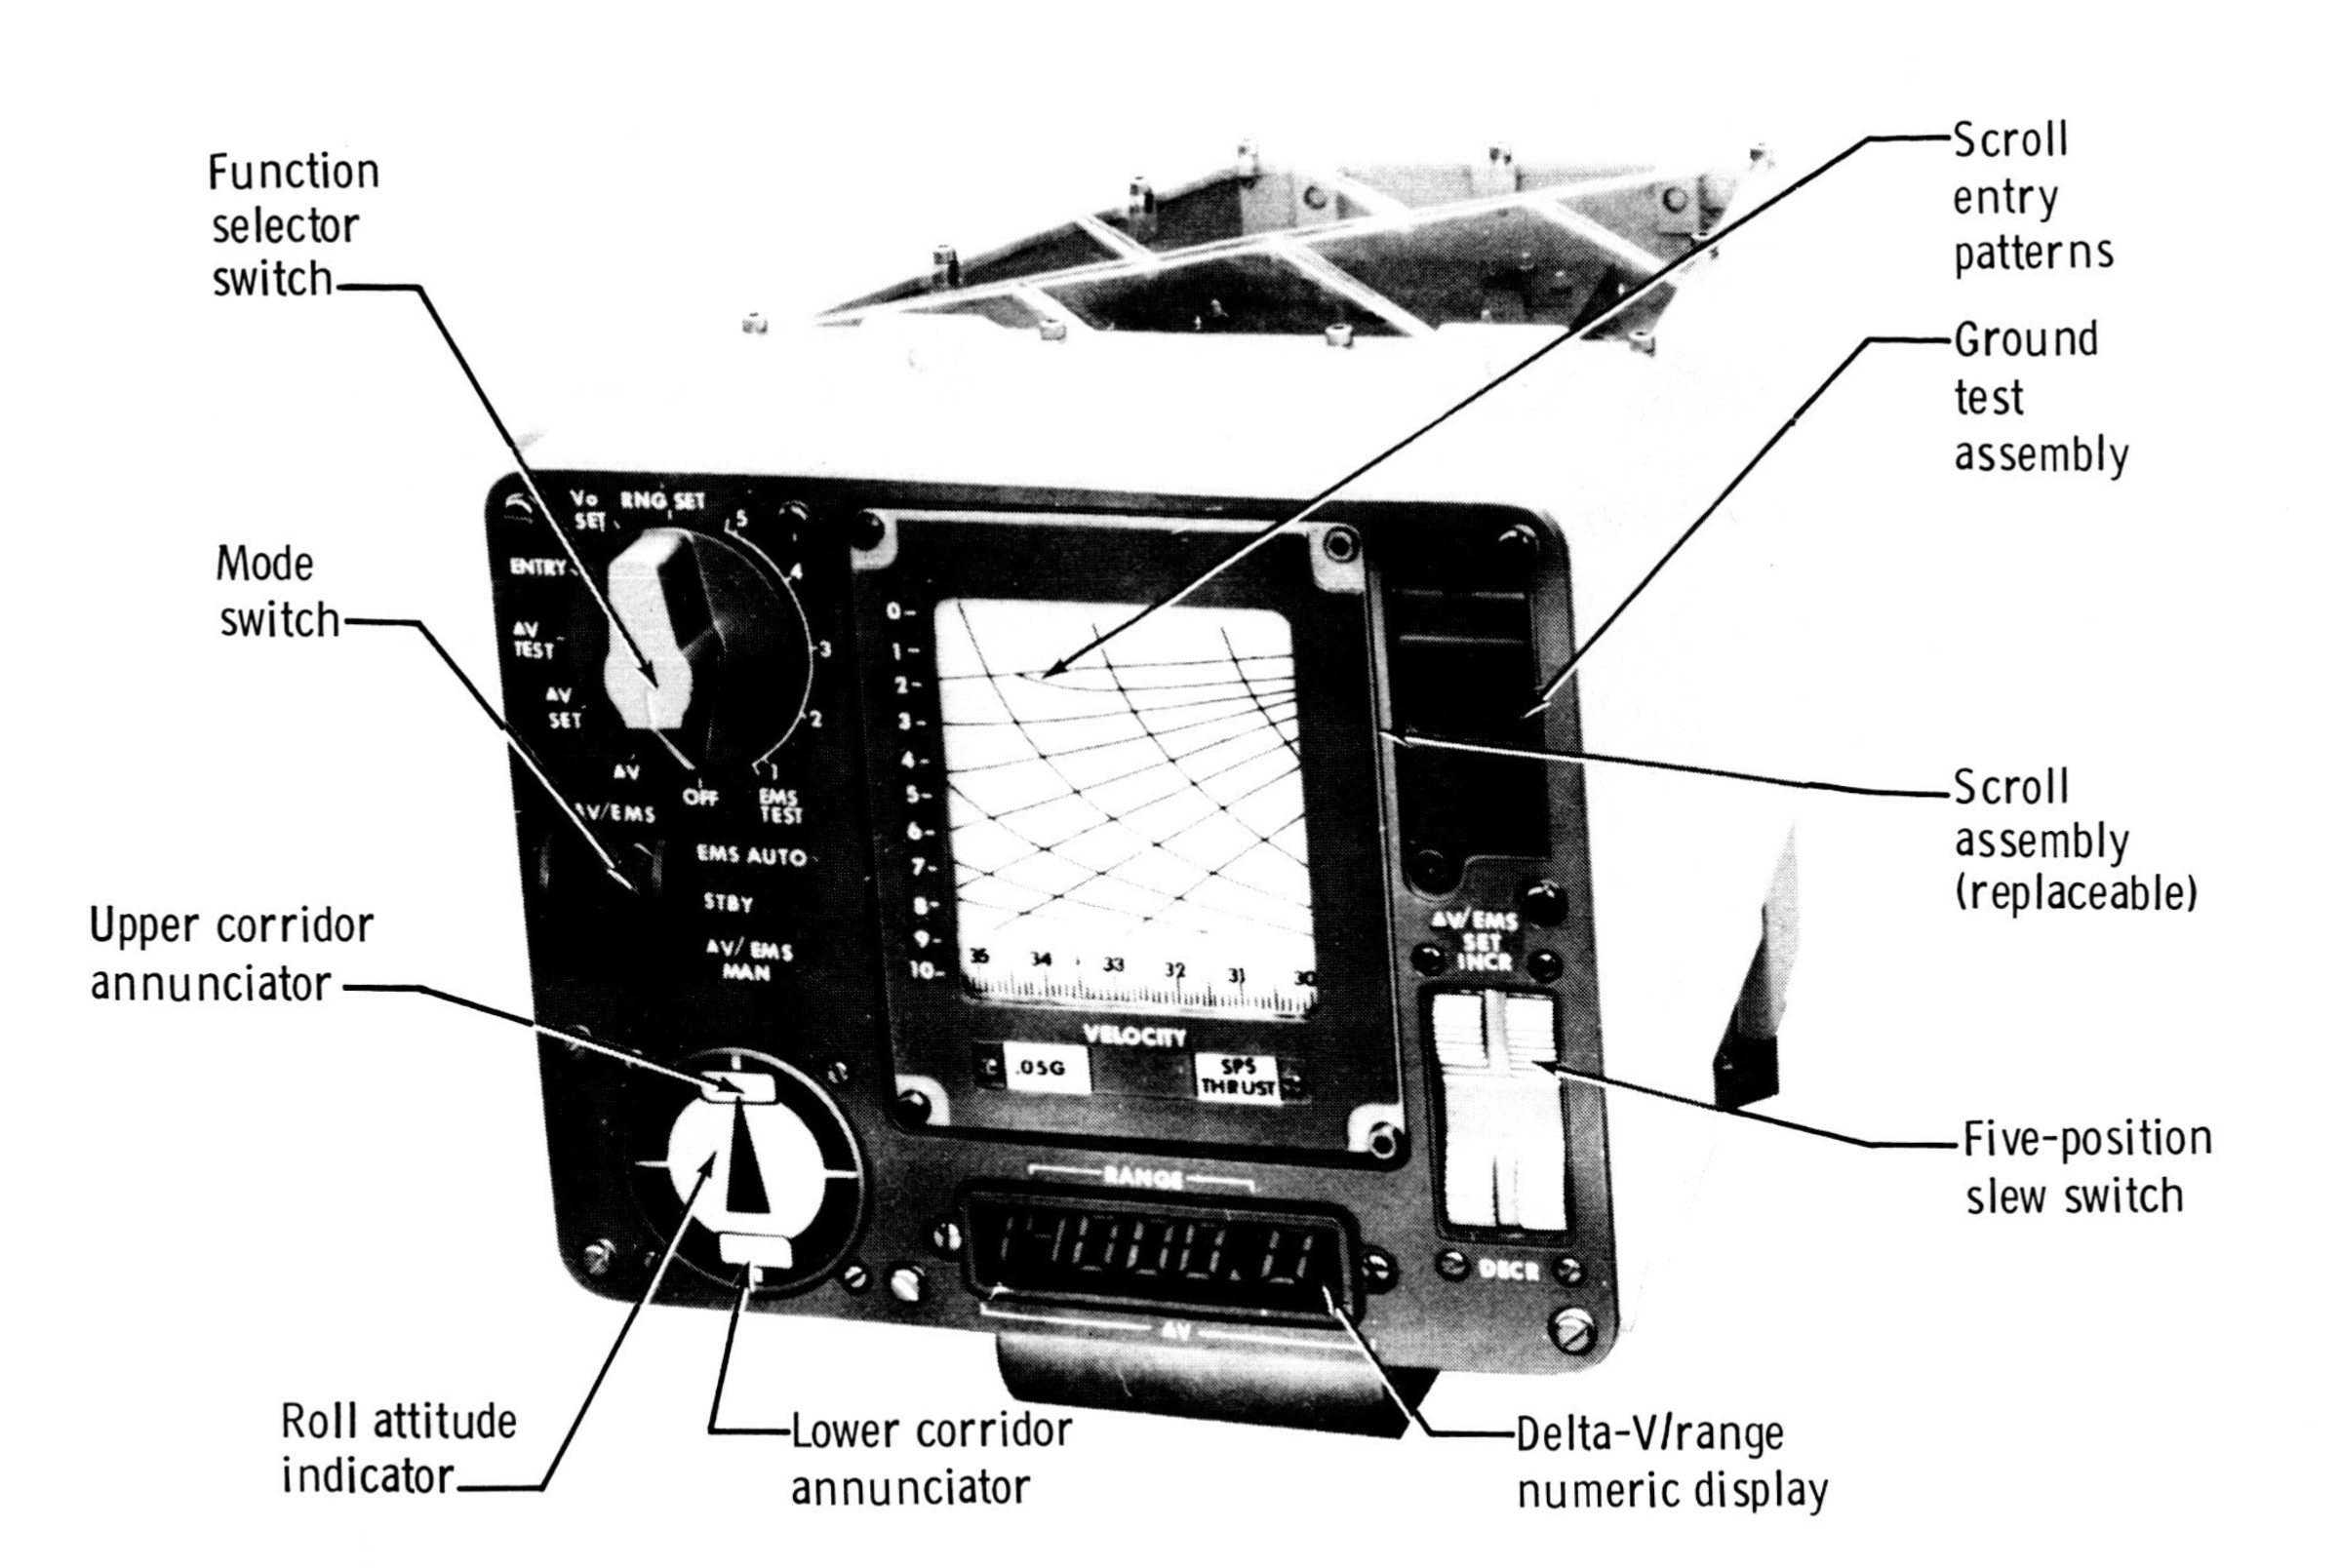 Function
selector
switch
Mode
switch
Upper corridor
annunciator
Roll attitude
indicator
Lower corridor
annunciator
Delta-V/range
numeric display
Scroll
entry
patterns
Ground
test
assembly
Scroll
assembly
(replaceable)
Five-position
slew switch
Vo
SET
RNG SET
ENTRY
ΔV
TEST
ΔV
SET
ΔV
OFF
EMS
TEST
5
4
3
2
1
ΔV/EMS
EMS AUTO
STBY
ΔV/EMS
MAN
0
1
2
3
4
5
6
7
8
9
10
35 34 33 32 31 30
VELOCITY
.05G
SPS
THRUST
RANGE
14000.0
ΔV
ΔV/EMS
SET
INCR
DECR